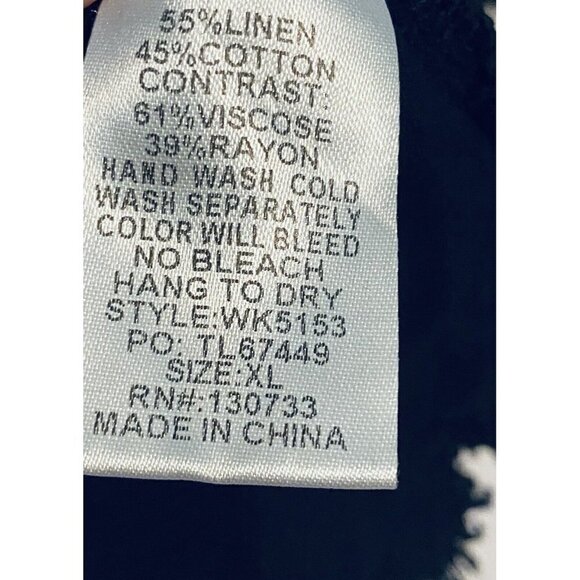 55%LINEN
45%COTTON
CONTRAST:
61%VISCOSE
39%RAYON
HAND WASH COLD
WASH SEPARATELY
COLOR WILL BLEED
NO BLEACH
HANG TO DRY
STYLE:WK5153
PO: TL67449
SIZE:XL
RN#:130733
MADE IN CHINA